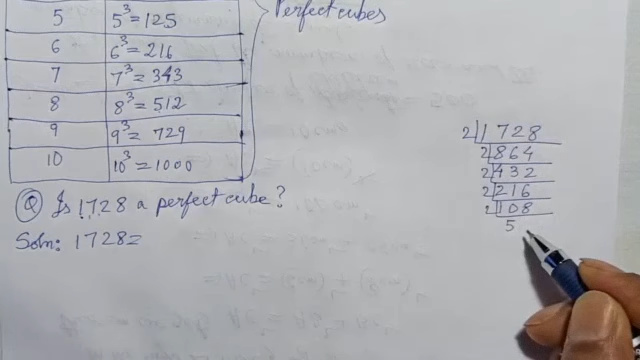 5 5³ = 125
6 6³ = 216
7 7³ = 343
8 8³ = 512
9 9³ = 729
10 10³ = 1000
Perfect cubes
Q Is 1728 a perfect cube?
Soln: 1728=
2 1728
2 864
2 432
2 216
2 108
5